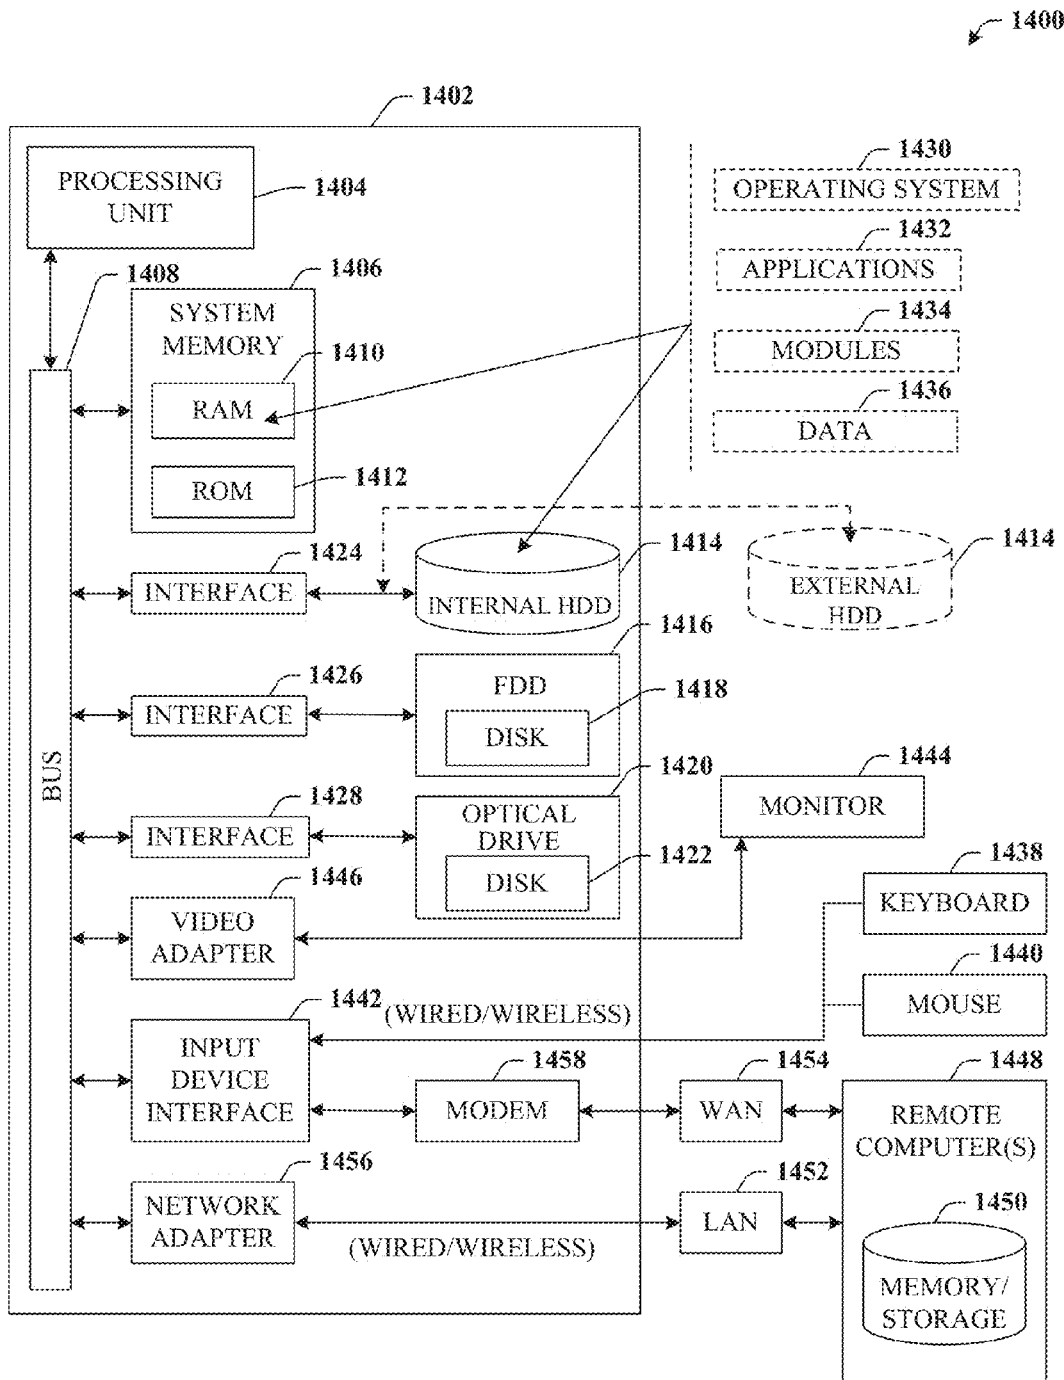 1400
1402
PROCESSING
UNIT
1404
1430
OPERATING SYSTEM
1408
1406
1432
APPLICATIONS
SYSTEM
MEMORY
1434
MODULES
1410
RAM
1436
DATA
1412
ROM
1424
INTERFACE
1414
INTERNAL HDD
1414
EXTERNAL
HDD
1416
FDD
1426
INTERFACE
1418
DISK
BUS
1444
MONITOR
1420
OPTICAL
DRIVE
1428
INTERFACE
1422
DISK
1438
KEYBOARD
1446
VIDEO
ADAPTER
1440
MOUSE
1442
(WIRED/WIRELESS)
INPUT
DEVICE
INTERFACE
1458
MODEM
1454
WAN
1448
REMOTE
COMPUTER(S)
1456
NETWORK
ADAPTER
(WIRED/WIRELESS)
1452
LAN
1450
MEMORY/
STORAGE